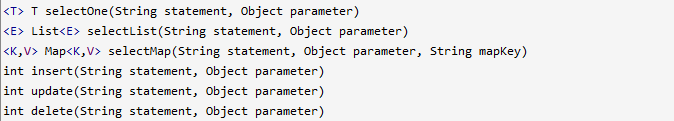 <T> T selectOne(String statement, Object parameter)
<E> List<E> selectList(String statement, Object parameter)
<K,V> Map<K,V> selectMap(String statement, Object parameter, String mapKey)
int insert(String statement, Object parameter)
int update(String statement, Object parameter)
int delete(String statement, Object parameter)